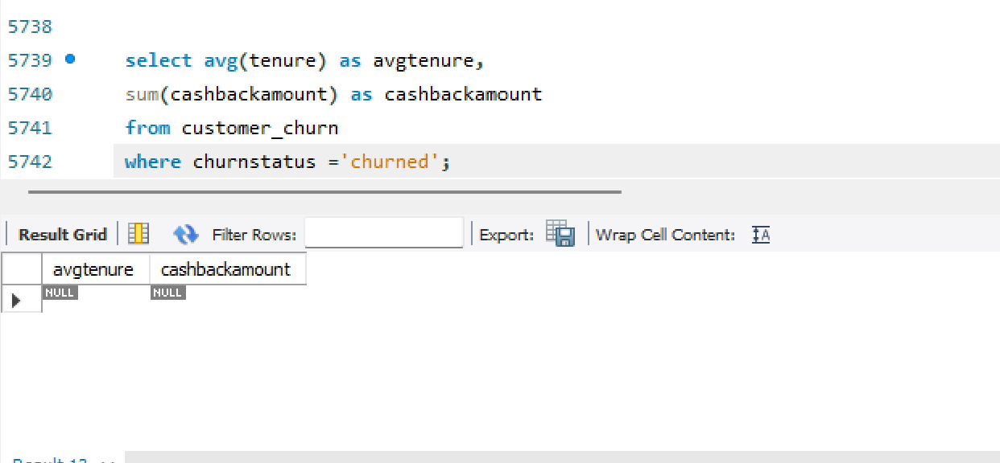 5738
5739 select avg(tenure) as avgtenure,
5740 sum(cashbackamount) as cashbackamount
5741 from customer_churn
5742 where churnstatus ='churned';
Result Grid Filter Rows: Export: Wrap Cell Content: IA
avgtenure cashbackamount
NULL NULL